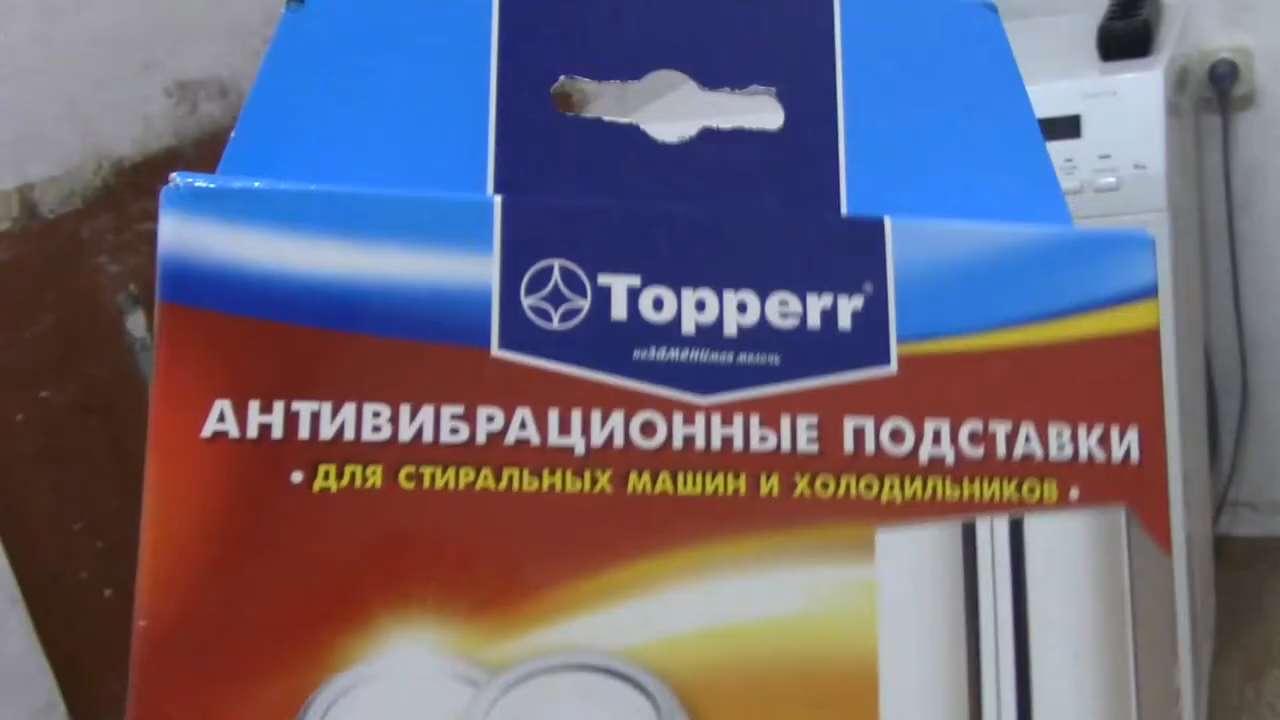 Topperr®
незаменимая мелочь
АНТИВИБРАЦИОННЫЕ ПОДСТАВКИ
• ДЛЯ СТИРАЛЬНЫХ МАШИН И ХОЛОДИЛЬНИКОВ •